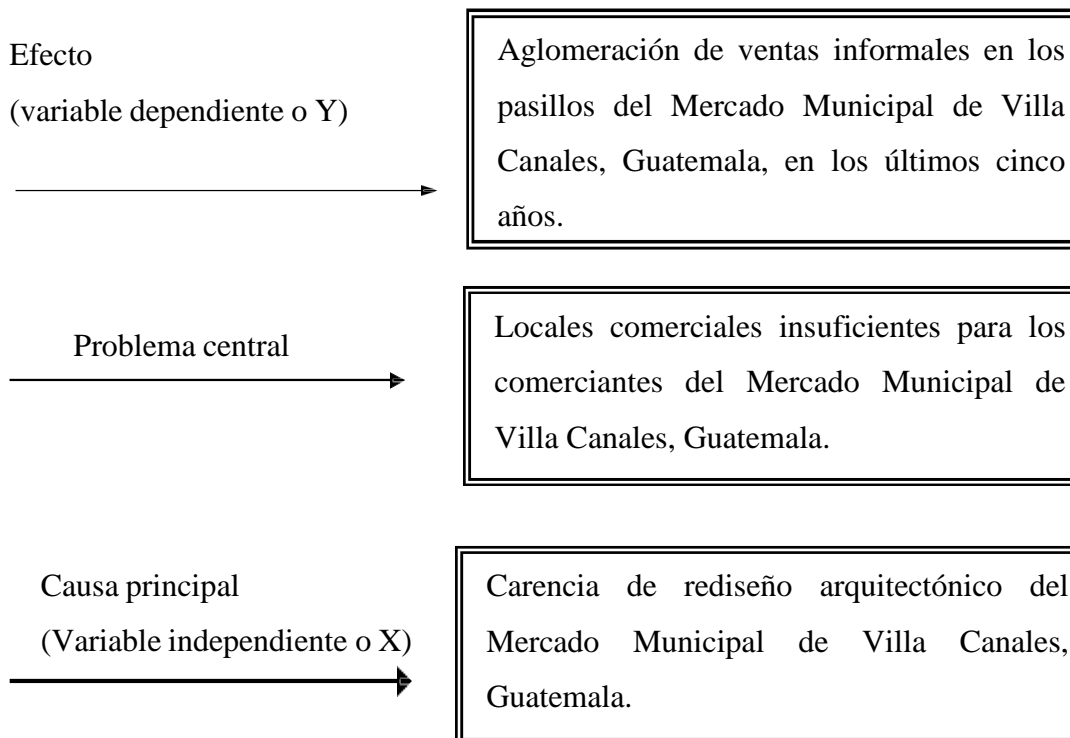 Efecto
(variable dependiente o Y)
Aglomeración de ventas informales en los
pasillos del Mercado Municipal de Villa
Canales, Guatemala, en los últimos cinco
años.
Problema central
Locales comerciales insuficientes para los
comerciantes del Mercado Municipal de
Villa Canales, Guatemala.
Causa principal
(Variable independiente o X)
Carencia de rediseño arquitectónico del
Mercado Municipal de Villa Canales,
Guatemala.